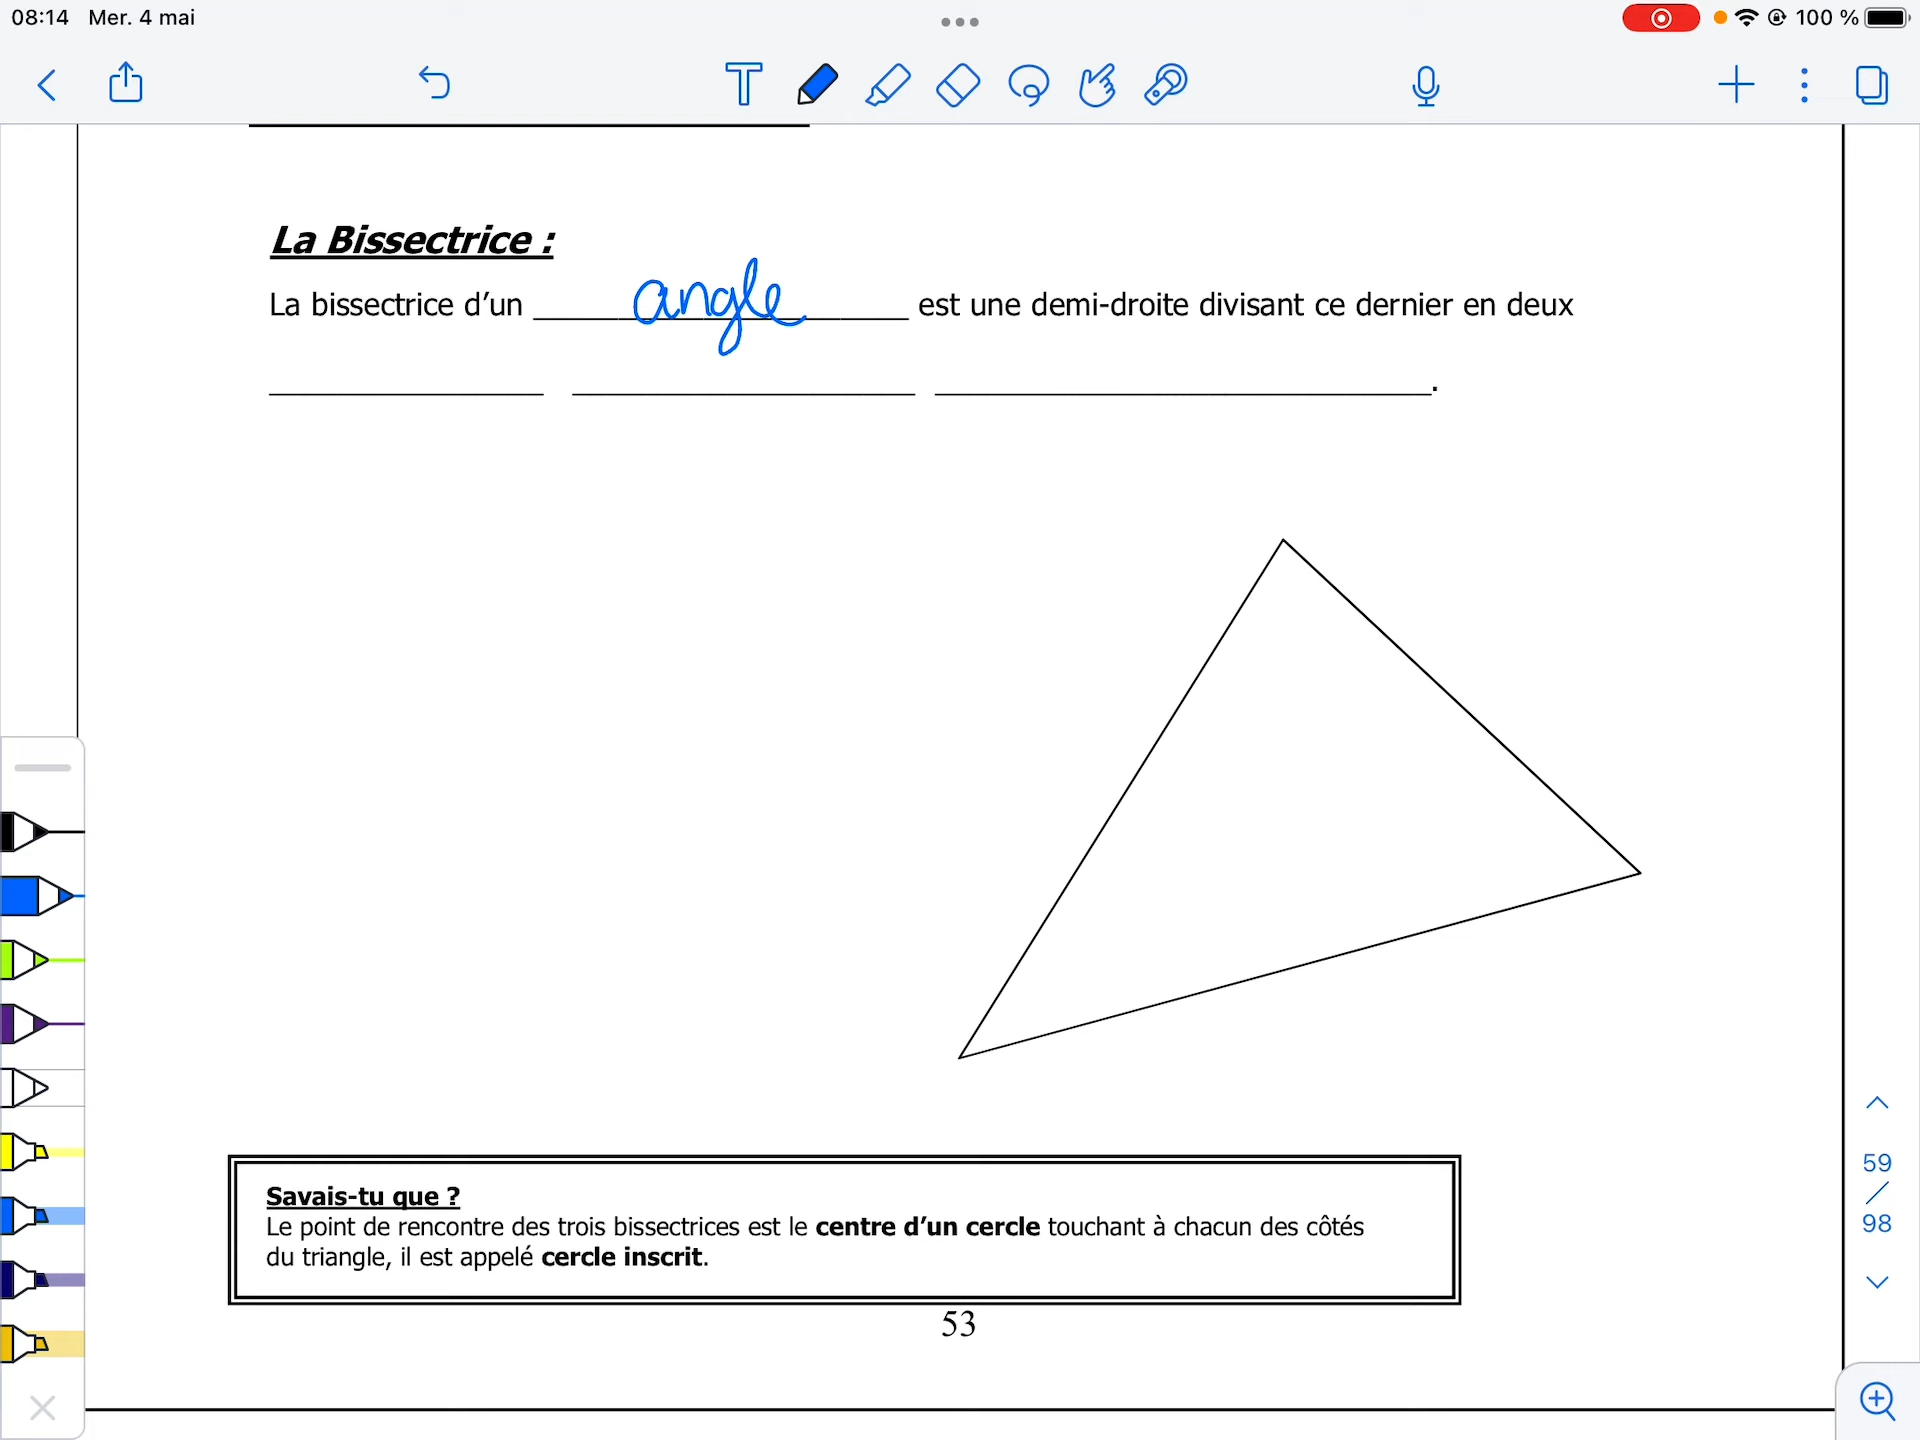 08:14 Mer. 4 mai 100 %
T
La Bissectrice :
La bissectrice d’un angle est une demi-droite divisant ce dernier en deux
.
Savais-tu que ?
Le point de rencontre des trois bissectrices est le centre d’un cercle touchant à chacun des côtés
du triangle, il est appelé cercle inscrit.
53
59
/
98